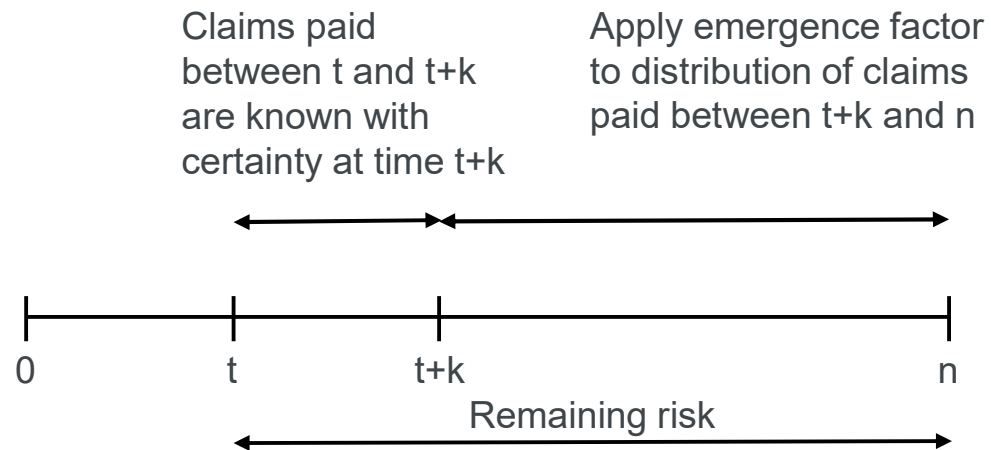 Claims paid
between t and t+k
are known with
certainty at time t+k
Apply emergence factor
to distribution of claims
paid between t+k and n
0
t
t+k
n
Remaining risk